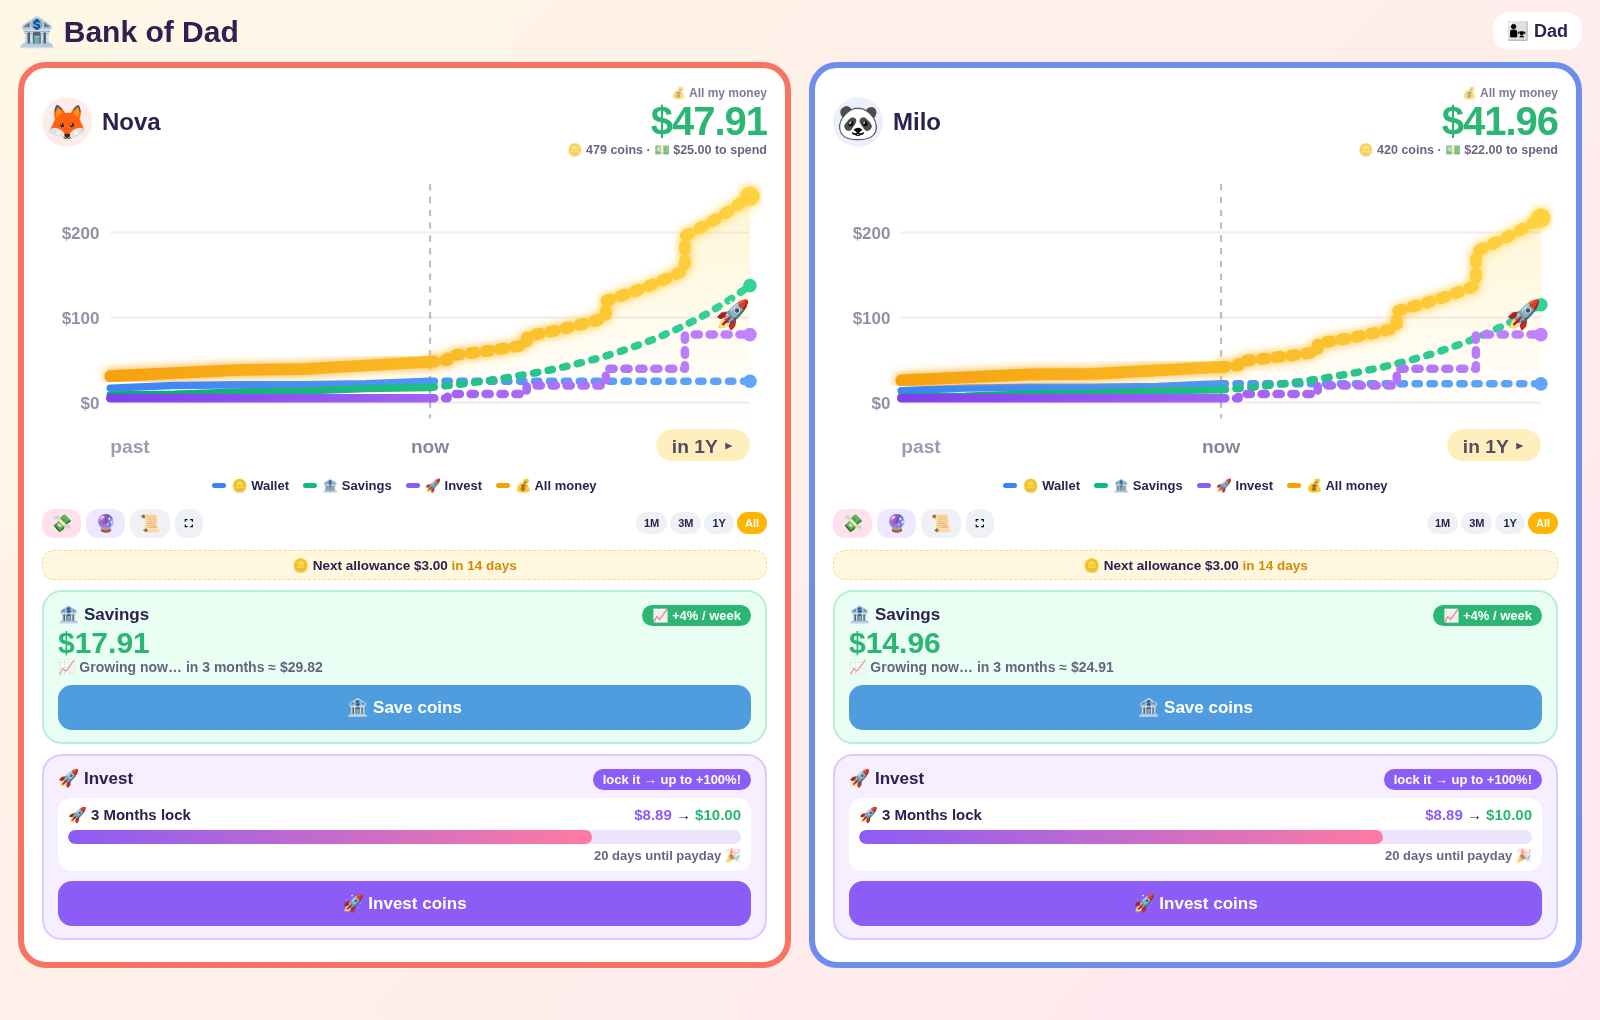 Bank of Dad
Dad
Nova
All my money
$47.91
479 coins · $25.00 to spend
$200
$100
$0
past
now
in 1Y ▸
Wallet Savings Invest All money
1M 3M 1Y All
Next allowance $3.00 in 14 days
Savings
+4% / week
$17.91
Growing now… in 3 months ≈ $29.82
Save coins
Invest
lock it → up to +100%!
3 Months lock
$8.89 → $10.00
20 days until payday
Invest coins
Milo
All my money
$41.96
420 coins · $22.00 to spend
$200
$100
$0
past
now
in 1Y ▸
Wallet Savings Invest All money
1M 3M 1Y All
Next allowance $3.00 in 14 days
Savings
+4% / week
$14.96
Growing now… in 3 months ≈ $24.91
Save coins
Invest
lock it → up to +100%!
3 Months lock
$8.89 → $10.00
20 days until payday
Invest coins